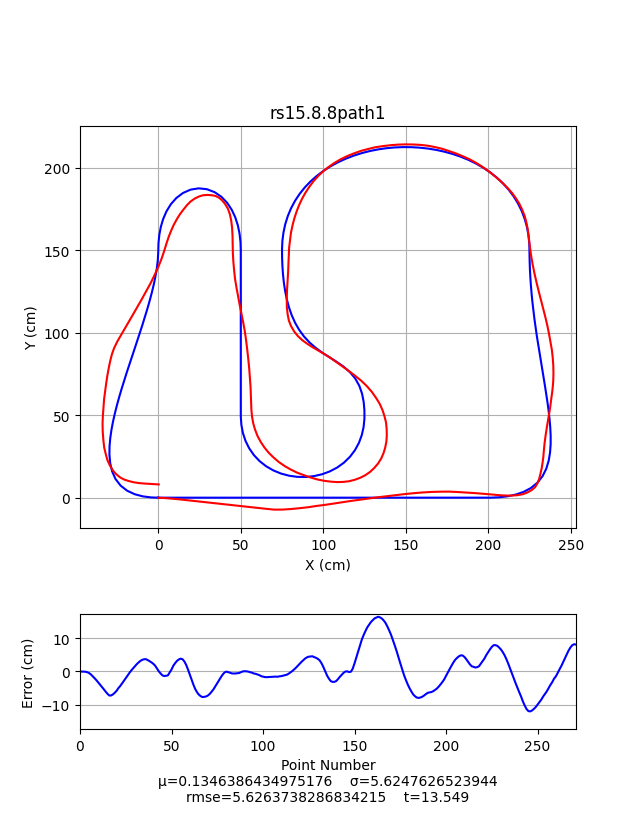 rs15.8.8path1
200
150
100
50
0
Y (cm)
0 50 100 150 200 250
X (cm)
10
0
−10
Error (cm)
0 50 100 150 200 250
Point Number
μ=0.1346386434975176 σ=5.6247626523944
rmse=5.6263738286834215 t=13.549